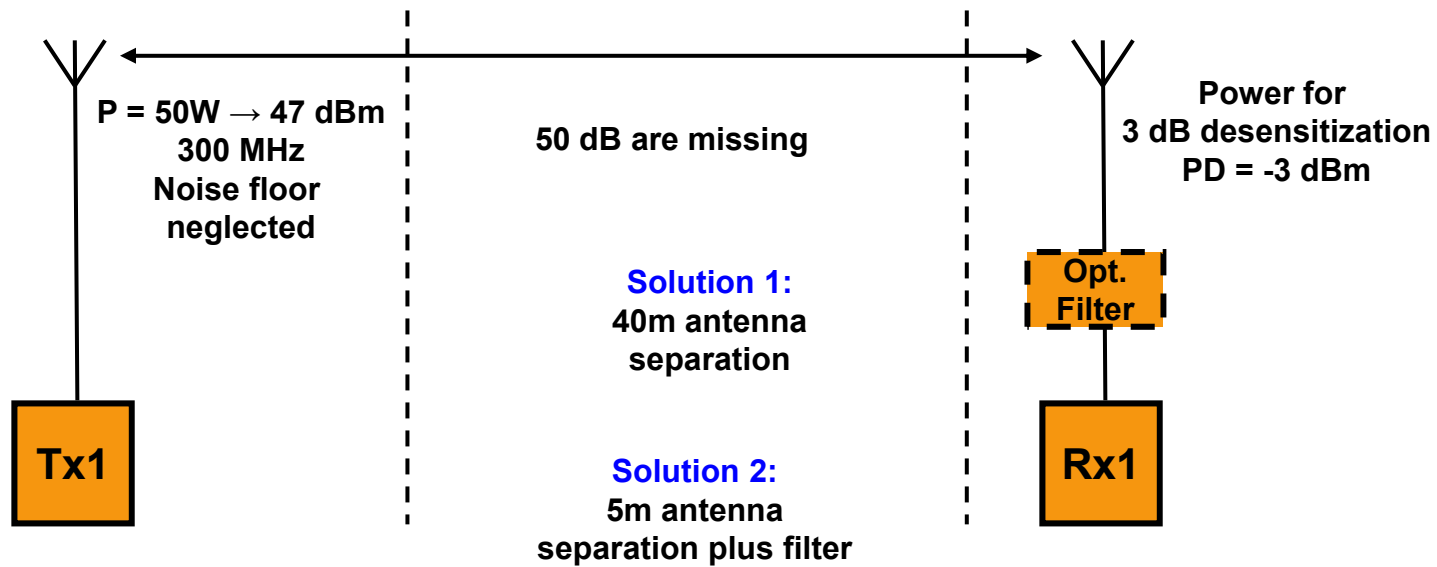 P = 50W → 47 dBm
300 MHz
Noise floor
neglected
50 dB are missing
Power for
3 dB desensitization
PD = -3 dBm
Solution 1:
40m antenna
separation
Opt.
Filter
Tx1
Solution 2:
5m antenna
separation plus filter
Rx1